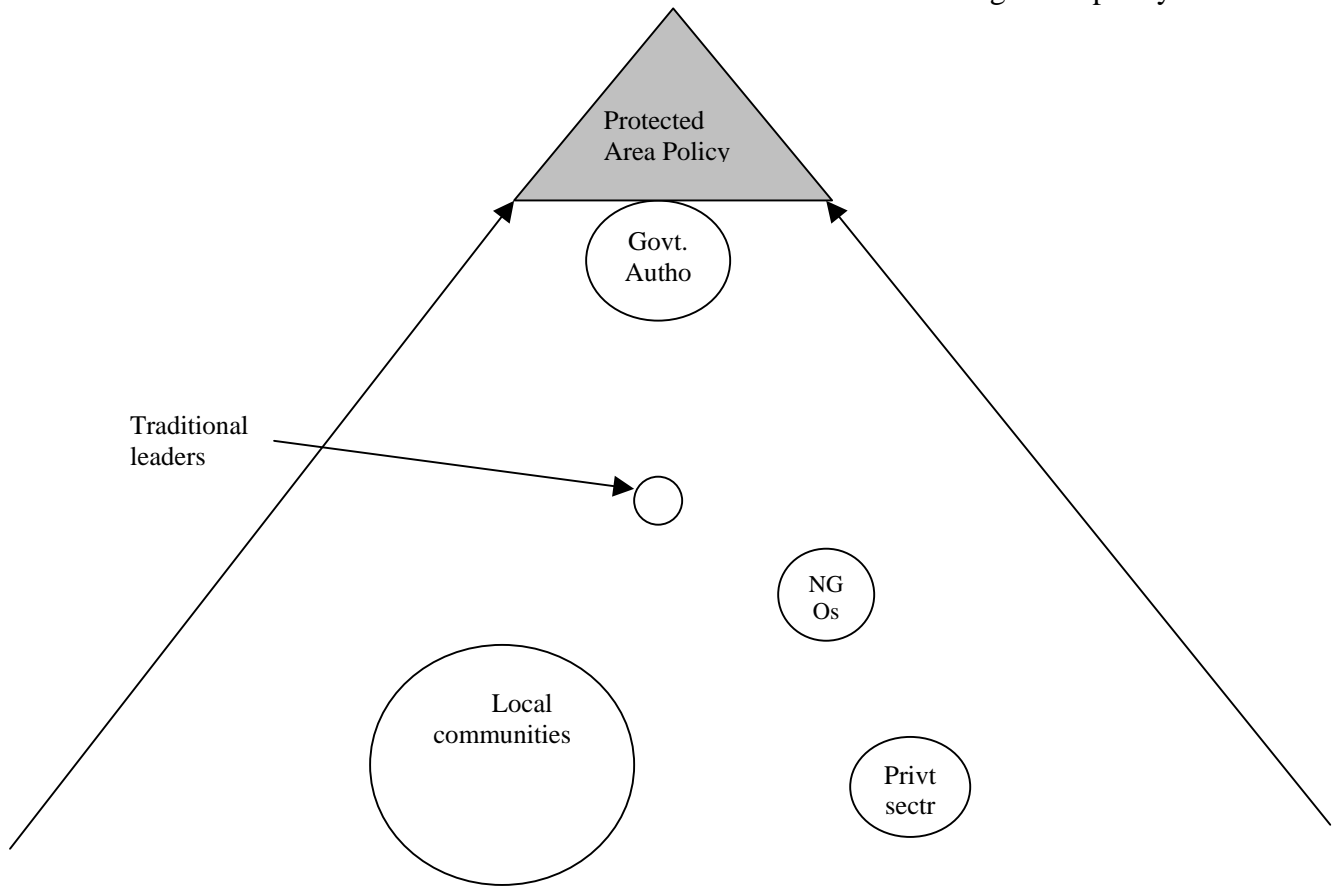 Protected
Area Policy
Govt.
Autho
Traditional
leaders
NG
Os
Local
communities
Privt
sectr